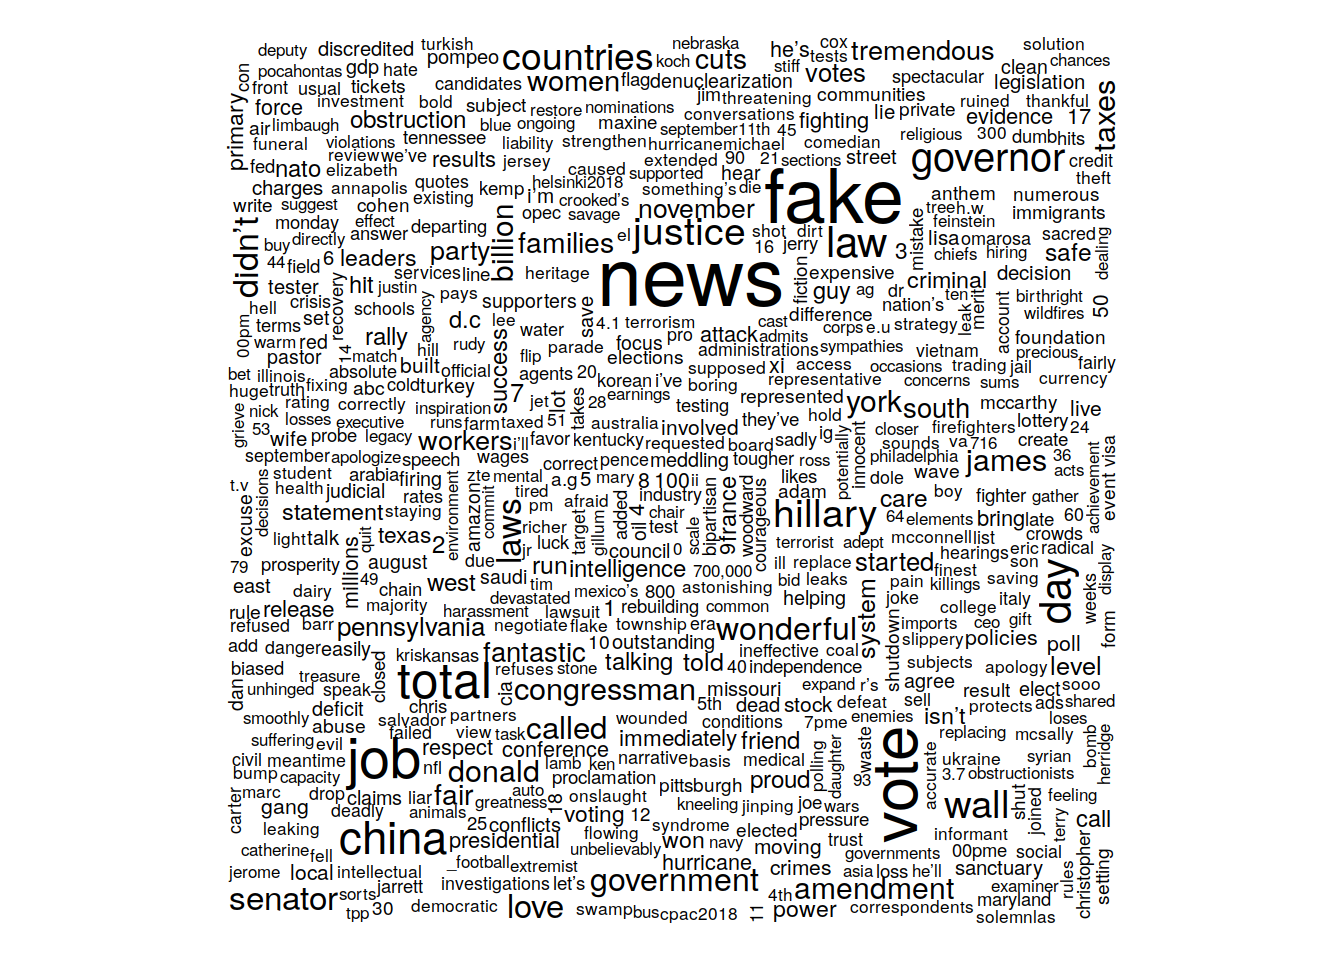 deputy discredited turkish pompeo countries nebraska koch cuts he's cox tests tremendous solution chances
pocahontas gdp hate con candidates women flag denuclearization stiff votes spectacular clean legislation
front usual tickets force investment bold subject restore nominations jim threatening communities lie private ruined thankful taxes
primary air limbaugh obstruction blue ongoing maxine conversations september11th 45 fighting evidence 17
funeral violations tennessee liability strengthen hurricane michael comedian religious 300 dumb hits
fed nato review we've elizabeth results jersey caused extended supported 90 21 sections street hear governor credit theft
charges annapolis quotes existing kemp i'm helsinki2018 crooked's something's die fake anthem numerous
write suggest cohen opec savage november tree h.w immigrants
monday effect departing billion families el justice shot dirt 16 jerry law 3 mistake feinstein lisa omarosa sacred
didn't buy directly answer party chiefs hiring safe dealing
44 field 6 leaders services line heritage news fiction expensive criminal decision
tester hit justin pays supporters save guy ag dr nation's ten leak merit birthright 50
hell crisis recovery schools agency d.c lee water 4.1 terrorism difference cast corps e.u strategy account wildfires
00pm terms set rally hill rudy parade focus pro attack admits foundation
warm red 14 match built official success flip elections administrations sympathies vietnam precious
pastor absolute agents 20 supposed xi access occasions trading jail fairly
bet illinois abc cold turkey 7 korean i've boring representative concerns sums currency
huge truth fixing rating correctly inspiration jet lot takes 28 earnings testing represented york south mccarthy live
grieve nick losses executive runs farm taxed 51 australia involved they've hold closer firefighters lottery 24
53 wife probe legacy workers i'll favor kentucky requested board sadly ig sounds va 716 create
september apologize speech wages correct pence meddling tougher ross potentially innocent philadelphia james 36 acts achievement event visa
t.v student arabia firing zte mental a.g 5 mary 8 100 ii likes dole wave
decisions health judicial rates commit tired afraid industry adam boy fighter gather
excuse statement staying environment amazon laws pm target gillum added oil 4 chair test scale bipartisan 9 france woodward courageous hillary care 64 elements bring late 60
light talk quit texas 2 richer luck jr council 0 terrorist adept mcconnell list crowds
79 prosperity august due run intelligence 700,000 ill replace started hearings eric radical
east dairy millions 49 chain west saudi tim mexico's 800 astonishing bid leaks pain killings finest son saving day display
rule release majority harassment devastated lawsuit 1 rebuilding common helping system joke college italy weeks form
refused barr pennsylvania negotiate flake township era wonderful imports ceo gift
add danger easily kris kansas fantastic 10 outstanding ineffective coal shutdown slippery policies poll
biased treasure closed refuses stone talking told 40 independence subjects apology level
dan unhinged speak total cia congressman missouri expand r's agree result elect sooo
deficit chris 5th dead stock defeat sell protects ads shared
smoothly abuse salvador failed partners view task called wounded conditions 7pme enemies isn't loses
suffering evil respect conference immediately friend polling daughter waste vote replacing mcsally bomb herridge
civil meantime job nfl donald lamb ken narrative basis medical accurate ukraine syrian
bump capacity proclamation pittsburgh proud 93 3.7 obstructionists
carter marc drop claims liar fair auto greatness 18 onslaught kneeling jinping joe wars wall shut joined feeling
gang deadly animals voting 12 syndrome elected pressure terry call
leaking 25 conflicts flowing navy trust informant
catherine fell china presidential unbelievably won moving governments 00pme social christopher
jerome local intellectual _football extremist hurricane crimes asia loss he'll sanctuary rules setting
senator sorts jarrett investigations let's government 4th amendment examiner maryland
tpp 30 democratic love swamp bus cpac2018 11 power correspondents solemn las